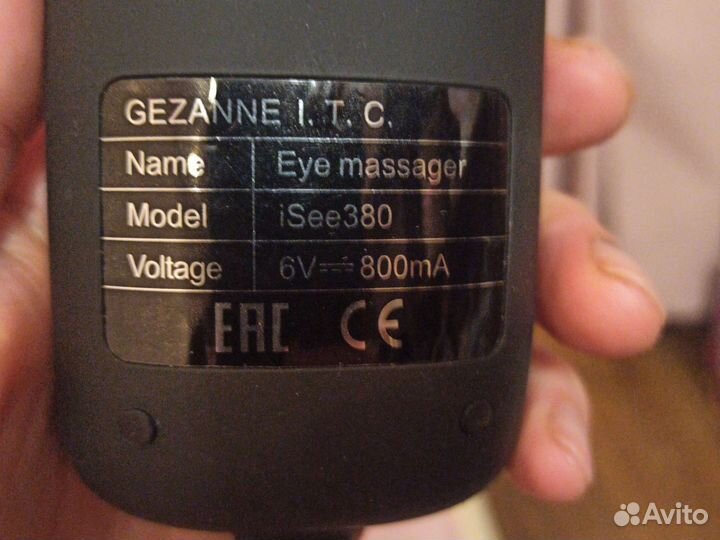 GEZANNE I. T. C.
Name Eye massager
Model iSee380
Voltage 6V⎓800mA
EAC CE
Avito